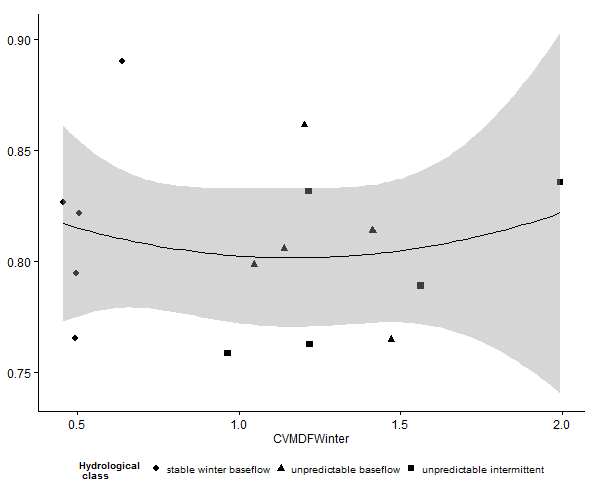 0.90
0.85
0.80
0.75
0.5 1.0 1.5 2.0
CVMDFWinter
Hydrological class stable winter baseflow unpredictable baseflow unpredictable intermittent